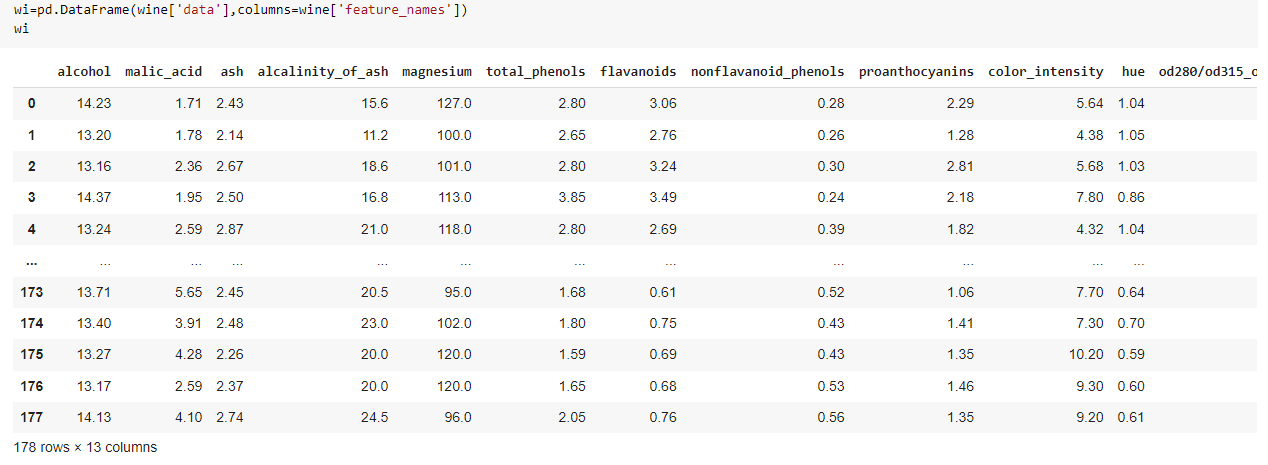 wi=pd.DataFrame(wine['data'],columns=wine['feature_names'])
wi
alcohol malic_acid ash alcalinity_of_ash magnesium total_phenols flavanoids nonflavanoid_phenols proanthocyanins color_intensity hue od280/od315_o
0 14.23 1.71 2.43 15.6 127.0 2.80 3.06 0.28 2.29 5.64 1.04
1 13.20 1.78 2.14 11.2 100.0 2.65 2.76 0.26 1.28 4.38 1.05
2 13.16 2.36 2.67 18.6 101.0 2.80 3.24 0.30 2.81 5.68 1.03
3 14.37 1.95 2.50 16.8 113.0 3.85 3.49 0.24 2.18 7.80 0.86
4 13.24 2.59 2.87 21.0 118.0 2.80 2.69 0.39 1.82 4.32 1.04
... ... ... ... ... ... ... ... ... ... ... ...
173 13.71 5.65 2.45 20.5 95.0 1.68 0.61 0.52 1.06 7.70 0.64
174 13.40 3.91 2.48 23.0 102.0 1.80 0.75 0.43 1.41 7.30 0.70
175 13.27 4.28 2.26 20.0 120.0 1.59 0.69 0.43 1.35 10.20 0.59
176 13.17 2.59 2.37 20.0 120.0 1.65 0.68 0.53 1.46 9.30 0.60
177 14.13 4.10 2.74 24.5 96.0 2.05 0.76 0.56 1.35 9.20 0.61
178 rows × 13 columns